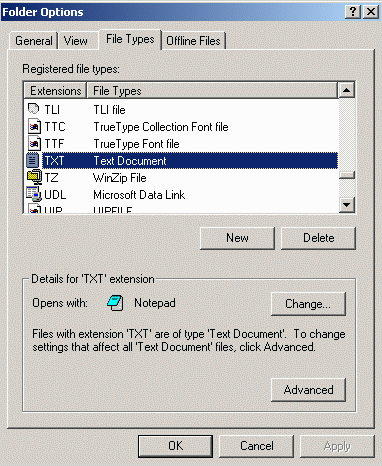 Folder Options
General View File Types Offline Files
Registered file types:
Extensions File Types
TLI TLI file
TTC TrueType Collection Font file
TTF TrueType Font file
TXT Text Document
TZ WinZip File
UDL Microsoft Data Link
UIP UIPFILE
New Delete
Details for 'TXT' extension
Opens with: Notepad Change...
Files with extension 'TXT' are of type 'Text Document'. To change
settings that affect all 'Text Document' files, click Advanced.
Advanced
OK Cancel Apply